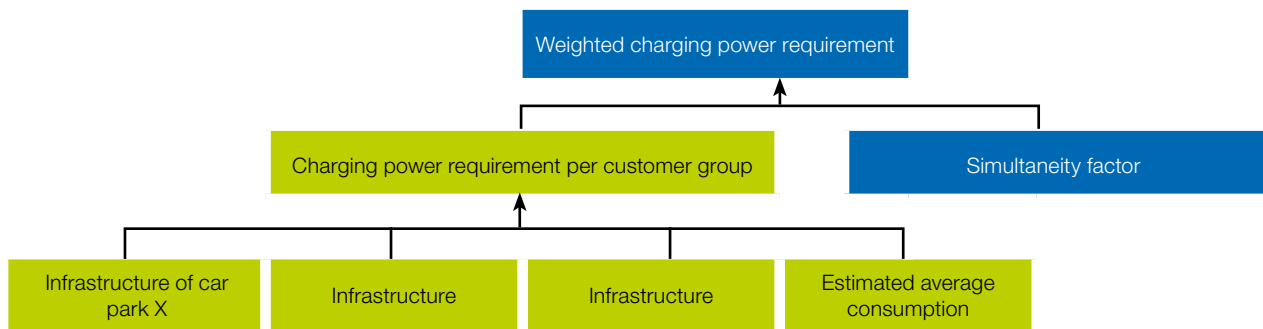 Weighted charging power requirement
Charging power requirement per customer group
Simultaneity factor
Infrastructure of car
park X
Infrastructure
Infrastructure
Estimated average
consumption